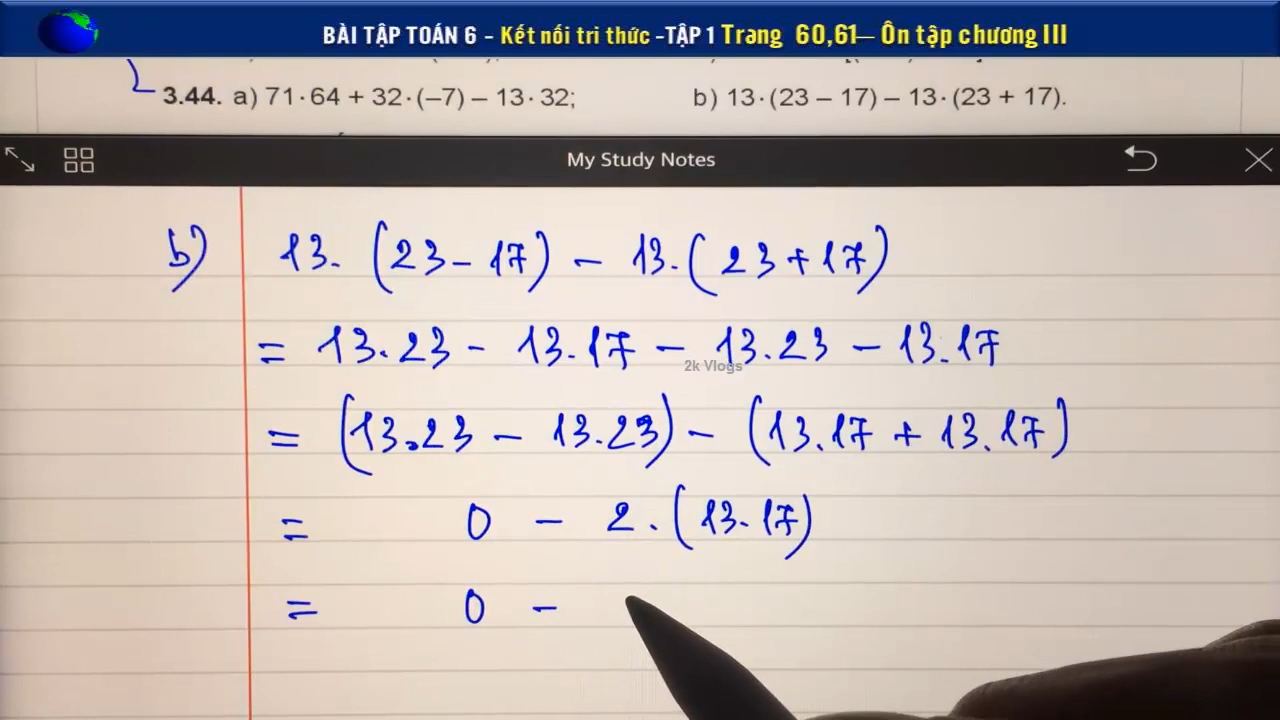 BÀI TẬP TOÁN 6 - Kết nối tri thức -TẬP 1 Trang 60,61– Ôn tập chương III
3.44. a) 71·64 + 32·(–7) – 13·32; b) 13·(23 – 17) – 13·(23 + 17).
My Study Notes
b) 13. (23 - 17) - 13. (23 + 17)
= 13.23 - 13.17 - 13.23 - 13.17
2k Vlogs
= (13.23 - 13.23) - (13.17 + 13.17)
= 0 - 2. (13.17)
= 0 -